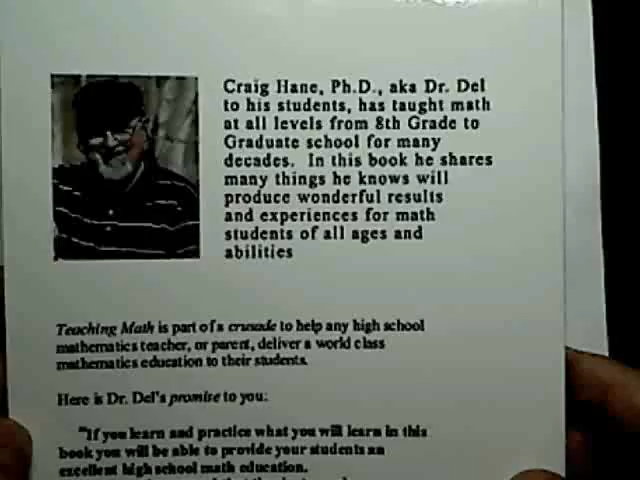 Craig Hane, Ph.D., aka Dr. Del
to his students, has taught math
at all levels from 8th Grade to
Graduate school for many
decades. In this book he shares
many things he knows will
produce wonderful results
and experiences for math
students of all ages and
abilities
Teaching Math is part of a crusade to help any high school
mathematics teacher, or parent, deliver a world class
mathematics education to their students.
Here is Dr. Del's promise to you:
"If you learn and practice what you will learn in this
book you will be able to provide your students an
excellent high school math education.